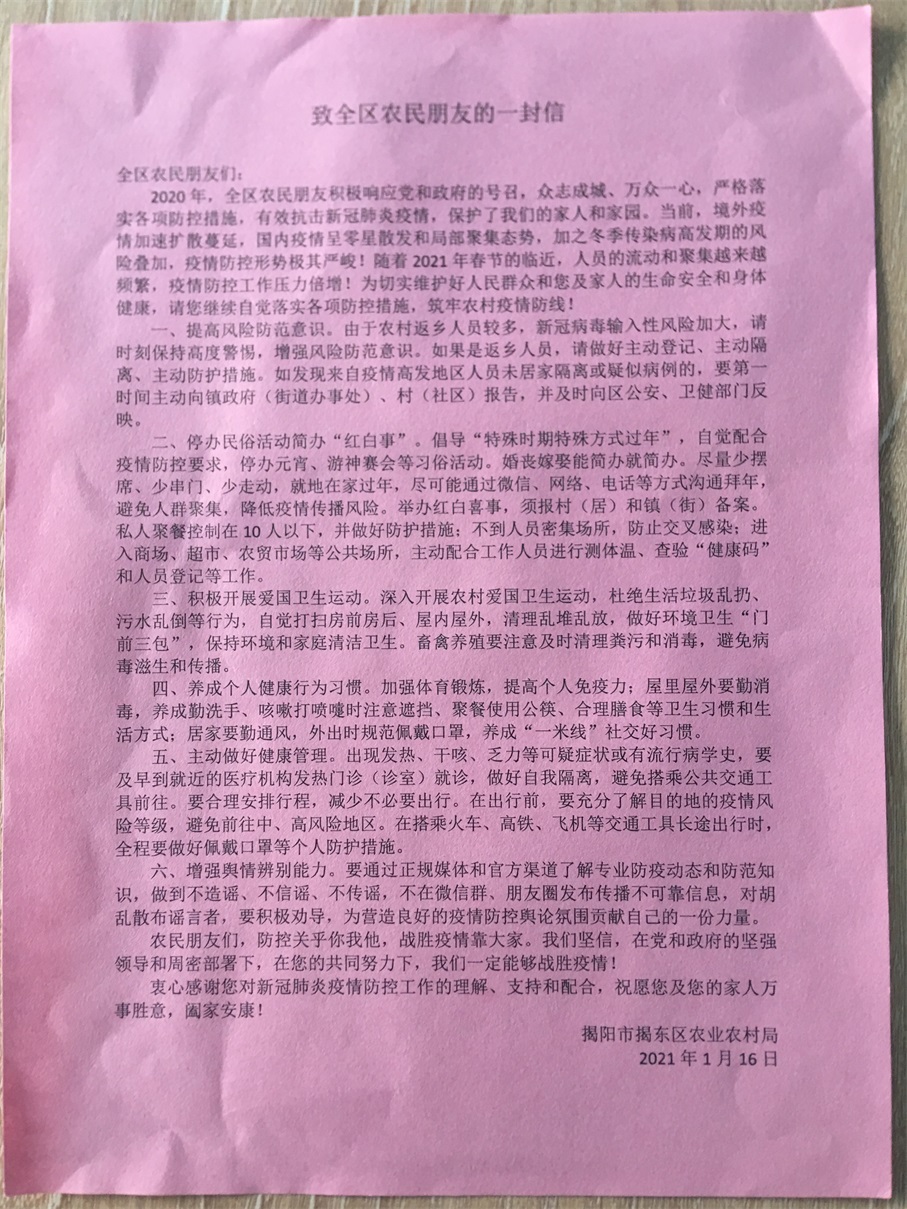 致全区农民朋友的一封信
全区农民朋友们：
2020 年，全区农民朋友积极响应党和政府的号召，众志成城、万众一心，严格落
实各项防控措施，有效抗击新冠肺炎疫情，保护了我们的家人和家园。当前，境外疫
情加速扩散蔓延，国内疫情呈零星散发和局部聚集态势，加之冬季传染病高发期的风
险叠加，疫情防控形势极其严峻！随着 2021 年春节的临近，人员的流动和聚集越来越
频繁，疫情防控工作压力倍增！为切实维护好人民群众和您及家人的生命安全和身体
健康，请您继续自觉落实各项防控措施，筑牢农村疫情防线！
一、提高风险防范意识。由于农村返乡人员较多，新冠病毒输入性风险加大，请
时刻保持高度警惕，增强风险防范意识。如果是返乡人员，请做好主动登记、主动隔
离、主动防护措施。如发现来自疫情高发地区人员未居家隔离或疑似病例的，要第一
时间主动向镇政府（街道办事处）、村（社区）报告，并及时向区公安、卫健部门反
映。
二、停办民俗活动简办“红白事”。倡导“特殊时期特殊方式过年”，自觉配合
疫情防控要求，停办元宵、游神赛会等习俗活动。婚丧嫁娶能简办就简办。尽量少摆
席、少串门、少走动，就地在家过年，尽可能通过微信、网络、电话等方式沟通拜年，
避免人群聚集，降低疫情传播风险。举办红白喜事，须报村（居）和镇（街）备案。
私人聚餐控制在 10 人以下，并做好防护措施；不到人员密集场所，防止交叉感染；进
入商场、超市、农贸市场等公共场所，主动配合工作人员进行测体温、查验“健康码”
和人员登记等工作。
三、积极开展爱国卫生运动。深入开展农村爱国卫生运动，杜绝生活垃圾乱扔、
污水乱倒等行为，自觉打扫房前房后、屋内屋外，清理乱堆乱放，做好环境卫生“门
前三包”，保持环境和家庭清洁卫生。畜禽养殖要注意及时清理粪污和消毒，避免病
毒滋生和传播。
四、养成个人健康行为习惯。加强体育锻炼，提高个人免疫力；屋里屋外要勤消
毒，养成勤洗手、咳嗽打喷嚏时注意遮挡、聚餐使用公筷、合理膳食等卫生习惯和生
活方式；居家要勤通风，外出时规范佩戴口罩，养成“一米线”社交好习惯。
五、主动做好健康管理。出现发热、干咳、乏力等可疑症状或有流行病学史，要
及早到就近的医疗机构发热门诊（诊室）就诊，做好自我隔离，避免搭乘公共交通工
具前往。要合理安排行程，减少不必要出行。在出行前，要充分了解目的地的疫情风
险等级，避免前往中、高风险地区。在搭乘火车、高铁、飞机等交通工具长途出行时，
全程要做好佩戴口罩等个人防护措施。
六、增强舆情辨别能力。要通过正规媒体和官方渠道了解专业防疫动态和防范知
识，做到不造谣、不信谣、不传谣，不在微信群、朋友圈发布传播不可靠信息，对胡
乱散布谣言者，要积极劝导，为营造良好的疫情防控舆论氛围贡献自己的一份力量。
农民朋友们，防控关乎你我他，战胜疫情靠大家。我们坚信，在党和政府的坚强
领导和周密部署下，在您的共同努力下，我们一定能够战胜疫情！
衷心感谢您对新冠肺炎疫情防控工作的理解、支持和配合，祝愿您及您的家人万
事胜意，阖家安康！
揭阳市揭东区农业农村局
2021 年 1 月 16 日